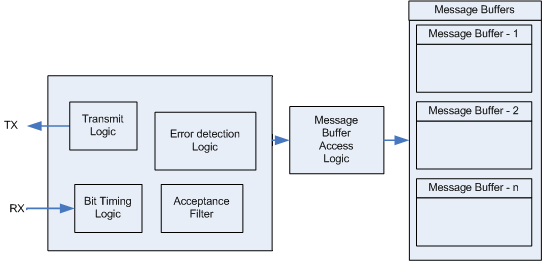 Message Buffers
Message Buffer - 1
Message Buffer - 2
Message Buffer - n
TX
Transmit
Logic
Error detection
Logic
Message
Buffer
Access
Logic
RX
Bit Timing
Logic
Acceptance
Filter